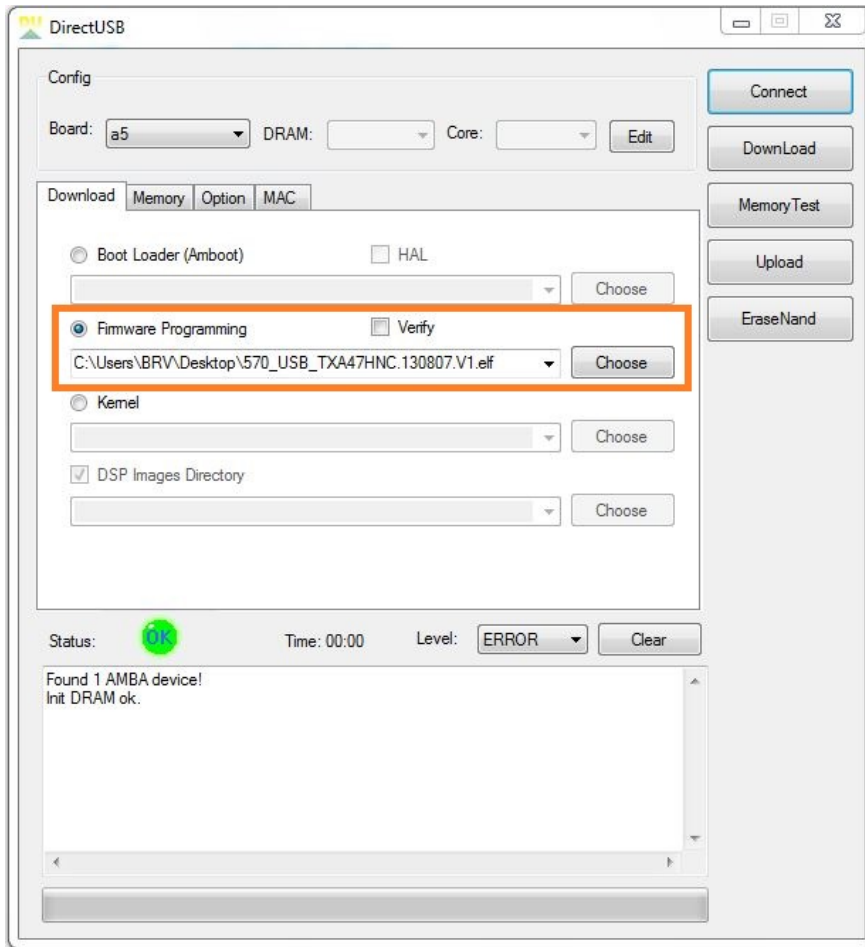 DirectUSB
Config
Board: a5 DRAM: Core: Edit
Connect
DownLoad
MemoryTest
Upload
EraseNand
Download Memory Option MAC
Boot Loader (Amboot) HAL
Choose
Firmware Programming Verify
C:\Users\BRV\Desktop\570_USB_TXA47HNC.130807.V1.elf Choose
Kernel
Choose
DSP Images Directory
Choose
Status: OK Time: 00:00 Level: ERROR Clear
Found 1 AMBA device!
Init DRAM ok.